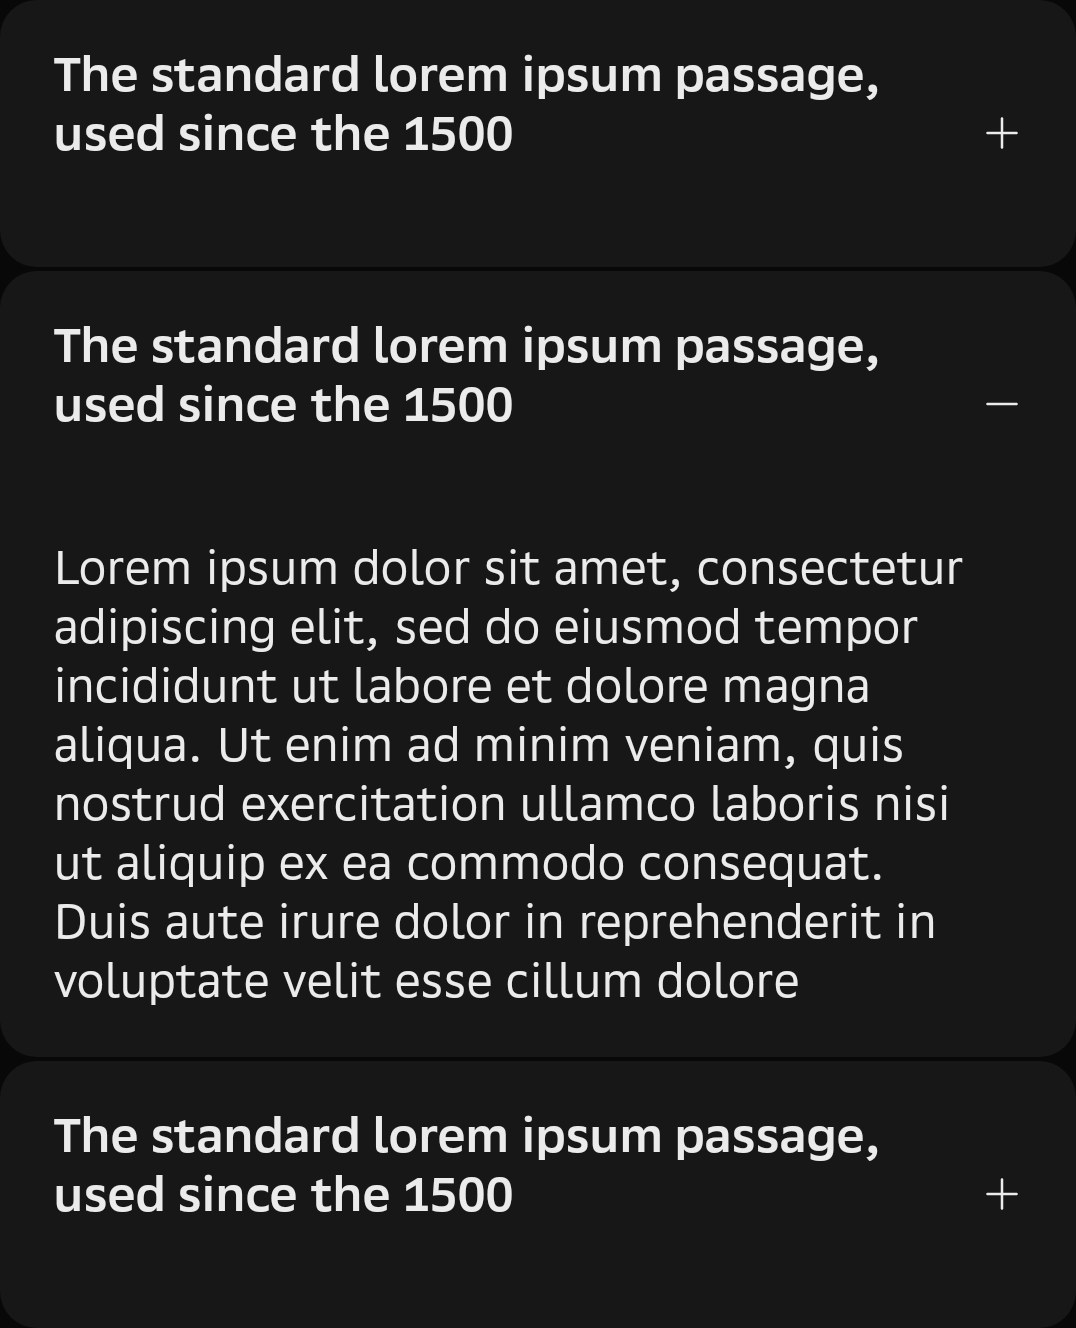 The standard lorem ipsum passage,
used since the 1500
The standard lorem ipsum passage,
used since the 1500
Lorem ipsum dolor sit amet, consectetur
adipiscing elit, sed do eiusmod tempor
incididunt ut labore et dolore magna
aliqua. Ut enim ad minim veniam, quis
nostrud exercitation ullamco laboris nisi
ut aliquip ex ea commodo consequat.
Duis aute irure dolor in reprehenderit in
voluptate velit esse cillum dolore
The standard lorem ipsum passage,
used since the 1500